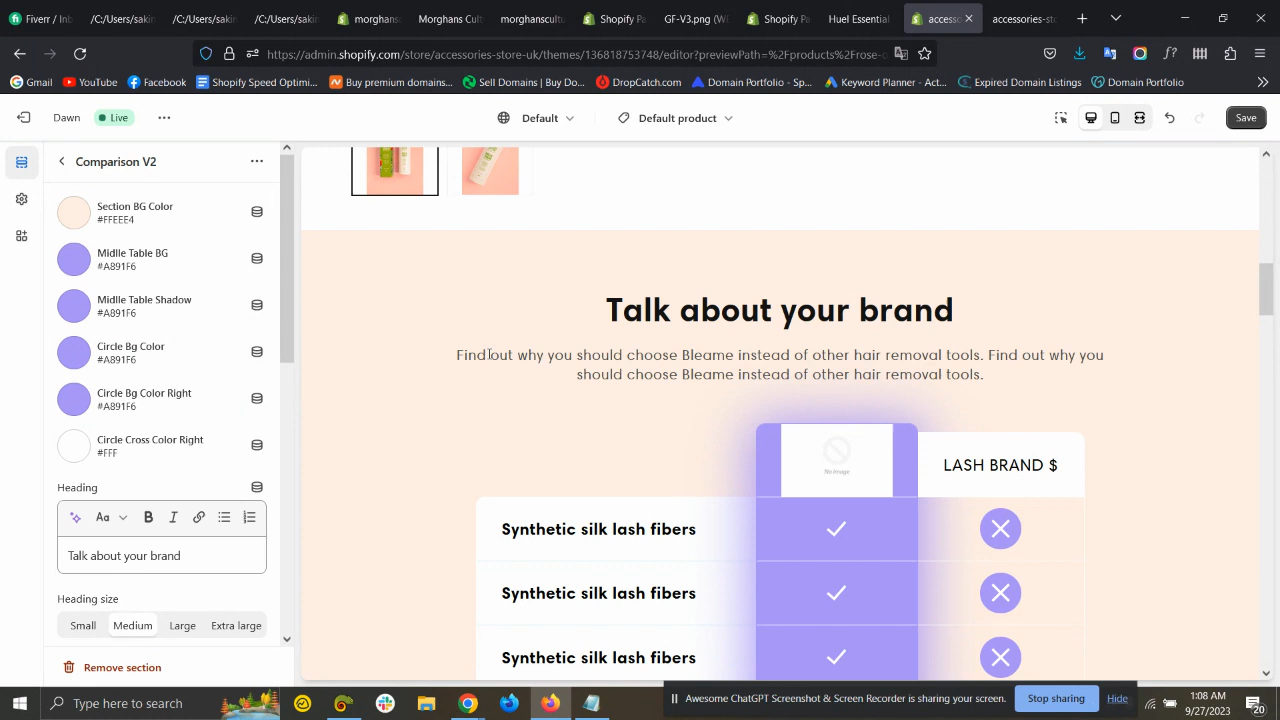 Find / Inb
/C:/Users/sakin
/C:/Users/sakin
/C:/Users/sakin
morghans
Morgans Cult
morghanscultu
Shopify Pa
GF-V3.png (W
Shopify Pa
Huel Essential
access
accessories-sto
https://admin.shopify.com/store/accessories-store-uk/themes/136818753748/editor?previewPath=%2Fproducts%2Frose-
Gmail
YouTube
Facebook
Shopify Speed Optimi...
Buy premium domains...
Sell Domains | Buy Do...
DropCatch.com
Domain Portfolio - Sp...
Keyword Planner - Act...
Expired Domain Listings
Domain Portfolio
Dawn
Live
Default
Default product
Save
Comparison V2
Section BG Color
#FFEEE4
Midlle Table BG
#A891F6
Midlle Table Shadow
#A891F6
Circle Bg Color
#A891F6
Circle Bg Color Right
#A891F6
Circle Cross Color Right
#FFF
Heading
Aa
B
I
Talk about your brand
Heading size
Small
Medium
Large
Extra large
Remove section
Talk about your brand
Find out why you should choose Bleame instead of other hair removal tools. Find out why you
should choose Bleame instead of other hair removal tools.
No Image
LASH BRAND $
Synthetic silk lash fibers
Synthetic silk lash fibers
Synthetic silk lash fibers
Awesome ChatGPT Screenshot & Screen Recorder is sharing your screen.
Stop sharing
Hide
Type here to search
1:08 AM
9/27/2023
20